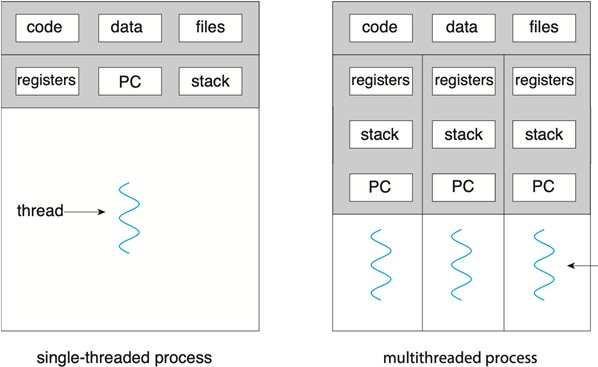 code data files
registers PC stack
thread
single-threaded process
code data files
registers registers registers
stack stack stack
PC PC PC
multithreaded process